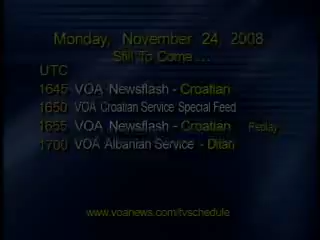 Monday, November 24, 2008
Still To Come ...
UTC
1645 VOA Newsflash - Croatian
1650 VOA Croatian Service Special Feed
1655 VOA Newsflash - Croatian Replay
1700 VOA Albanian Service - Ditari
www.voanews.com/tvschedule